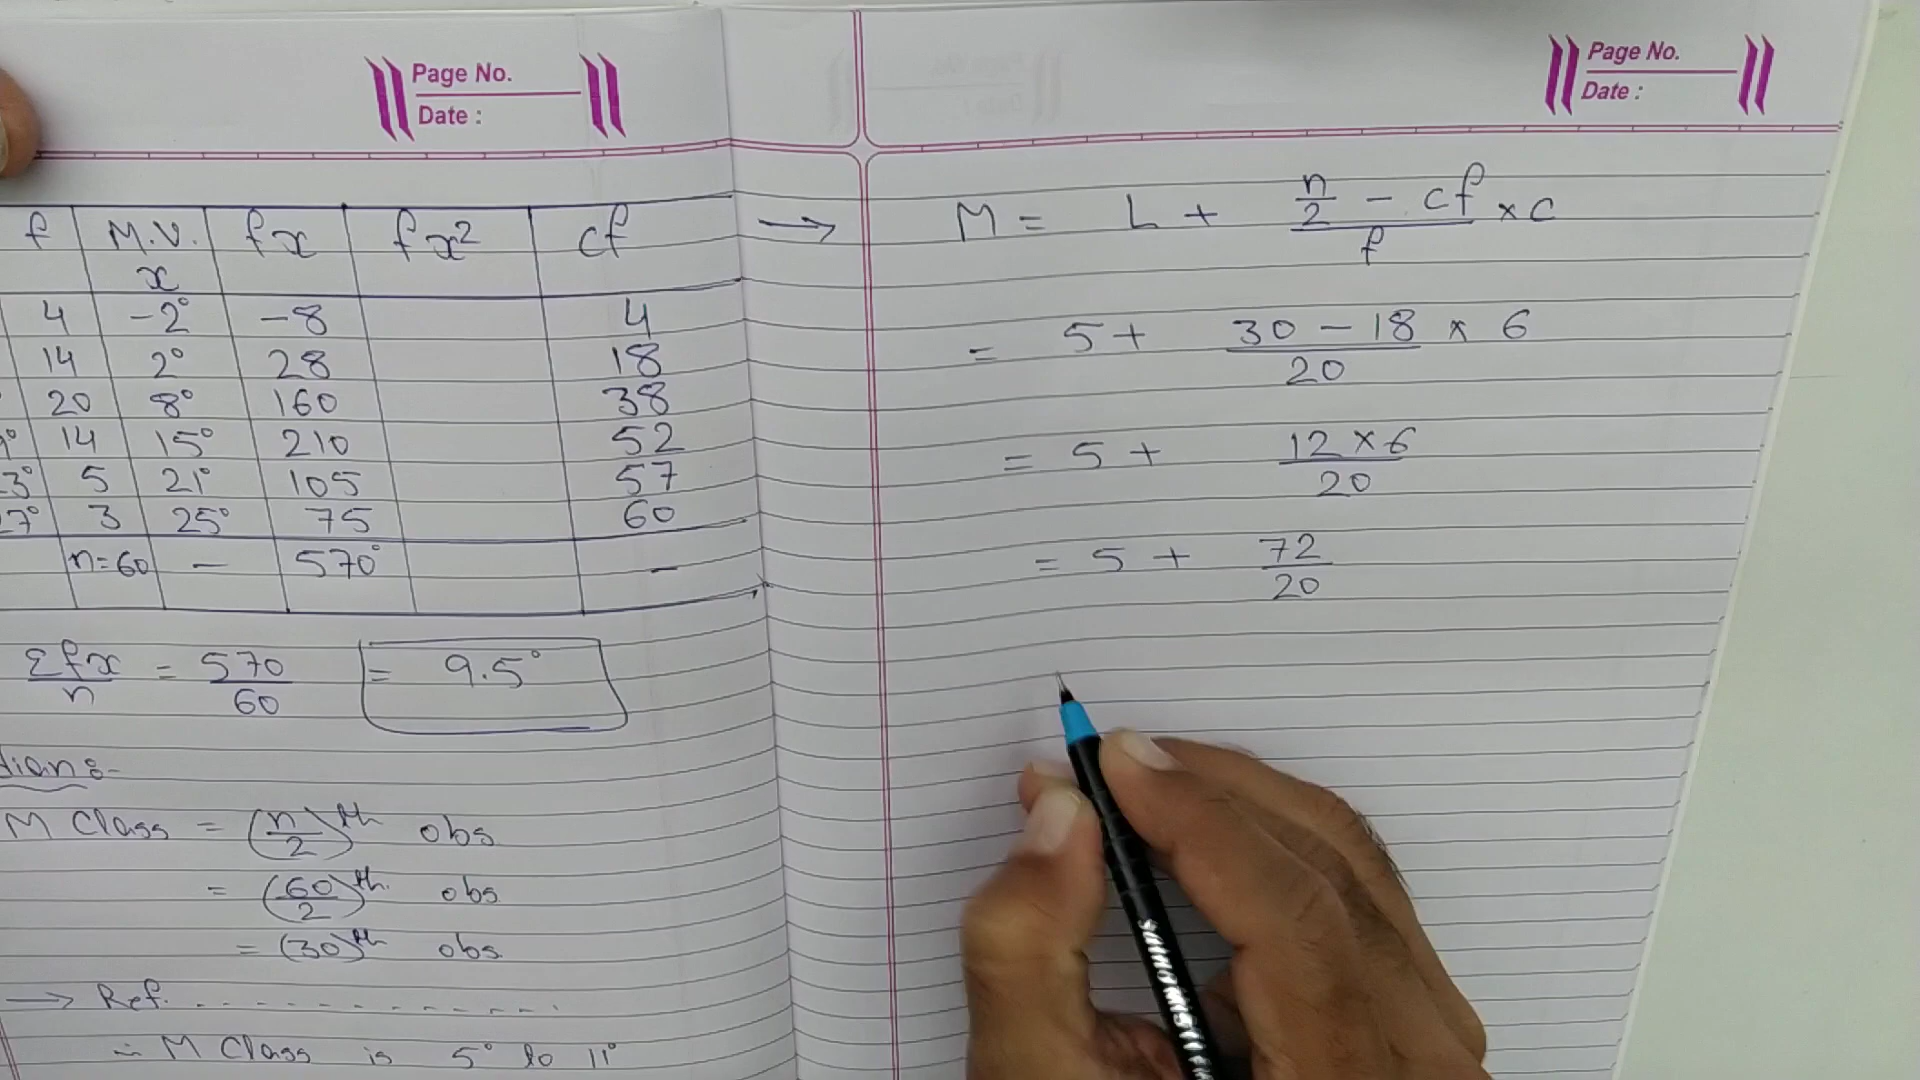 Page No.
Date :
f M.V. x fx fx² cf
4 -2° -8 4
14 2° 28 18
20 8° 160 38
14 15° 210 52
3° 5 21° 105 57
27° 3 25° 75 60
n=60 — 570° —
Σfx/n = 570/60 = 9.5°
M Class = (n/2)th obs
= (60/2)th obs
= (30)th obs
→ Ref. - - - - - - - - - - - - -
∴ M Class is 5° to 11°
Page No.
Date :
→ M = L + (n/2 - cf)/f × c
= 5 + (30 - 18)/20 × 6
= 5 + (12 × 6)/20
= 5 + 72/20